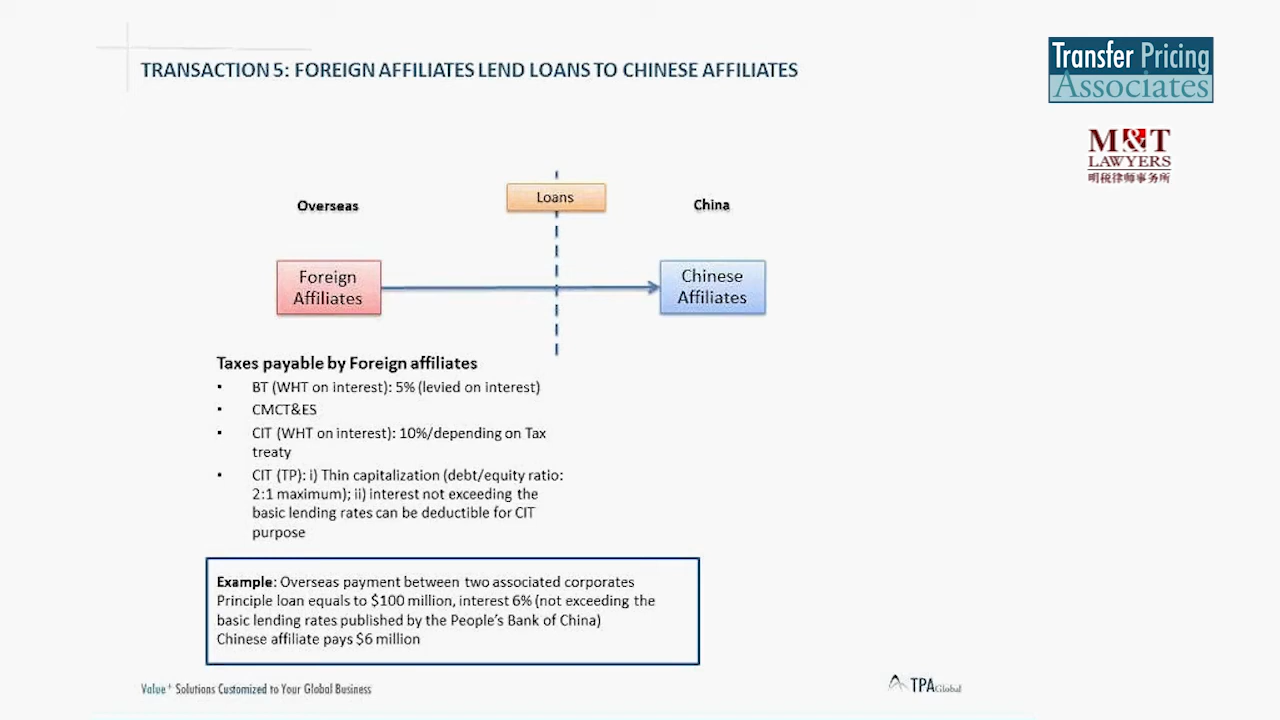 TRANSACTION 5: FOREIGN AFFILIATES LEND LOANS TO CHINESE AFFILIATES
Transfer Pricing
Associates
M&T
LAWYERS
明税律师事务所
Loans
Overseas
China
Foreign
Affiliates
Chinese
Affiliates
Taxes payable by Foreign affiliates
• BT (WHT on interest): 5% (levied on interest)
• CMCT&ES
• CIT (WHT on interest): 10%/depending on Tax
treaty
• CIT (TP): i) Thin capitalization (debt/equity ratio:
2:1 maximum); ii) interest not exceeding the
basic lending rates can be deductible for CIT
purpose
Example: Overseas payment between two associated corporates
Principle loan equals to $100 million, interest 6% (not exceeding the
basic lending rates published by the People's Bank of China)
Chinese affiliate pays $6 million
Value+ Solutions Customized to Your Global Business
TPA Global